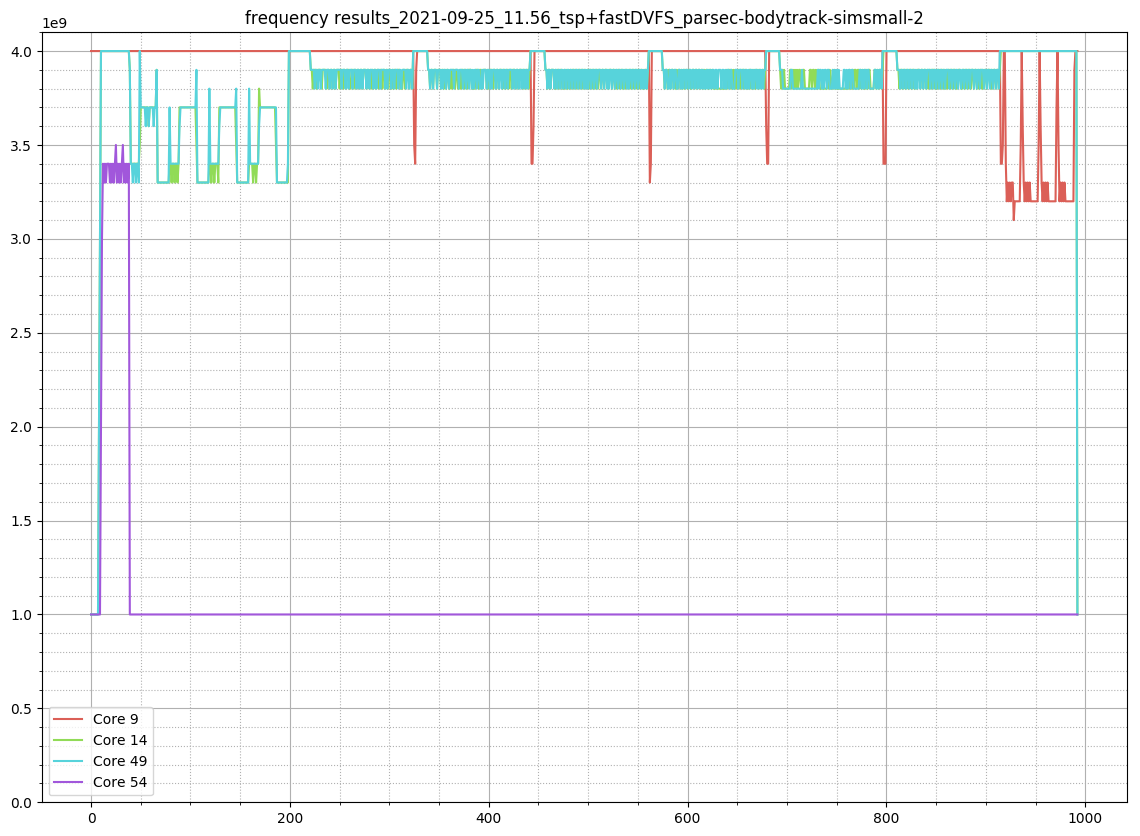 frequency results_2021-09-25_11.56_tsp+fastDVFS_parsec-bodytrack-simsmall-2
1e9
4.0
3.5
3.0
2.5
2.0
1.5
1.0
0.5
0.0
Core 9
Core 14
Core 49
Core 54
0 200 400 600 800 1000